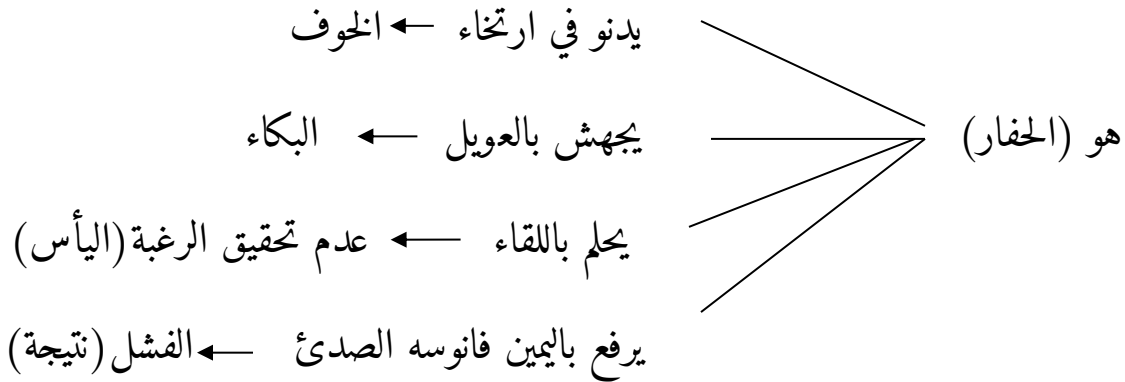 يدنو في ارتخاء ← الخوف
يجهش بالعويل ← البكاء
هو (الحفار)
يحلم باللقاء ← عدم تحقيق الرغبة (اليأس)
يرفع باليمين فانوسه الصدئ ← الفشل (نتيجة)